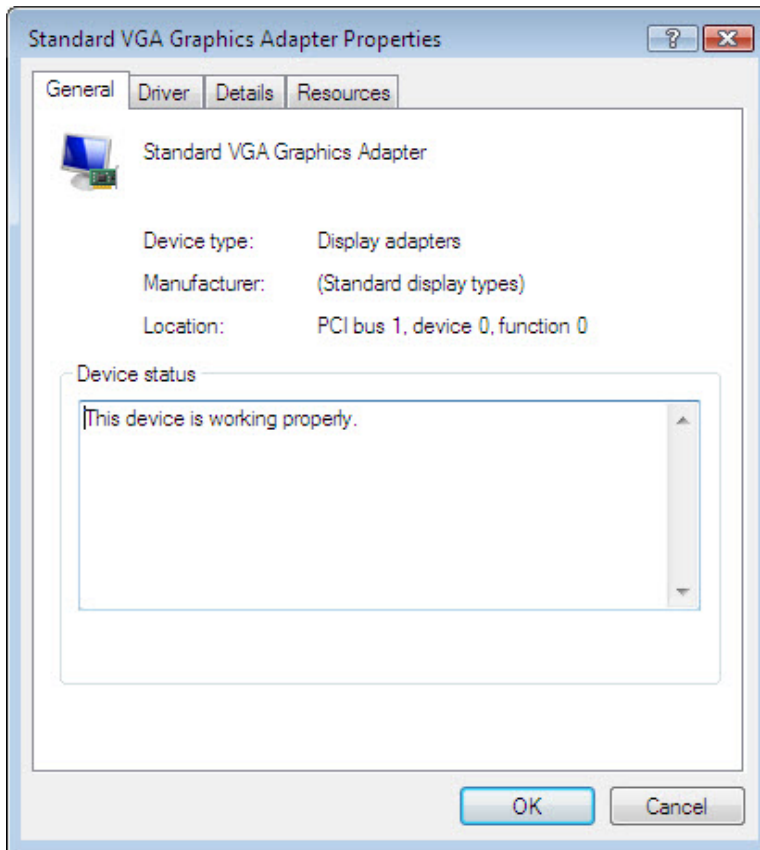 Standard VGA Graphics Adapter Properties
General Driver Details Resources
Standard VGA Graphics Adapter
Device type: Display adapters
Manufacturer: (Standard display types)
Location: PCI bus 1, device 0, function 0
Device status
This device is working properly.
OK Cancel